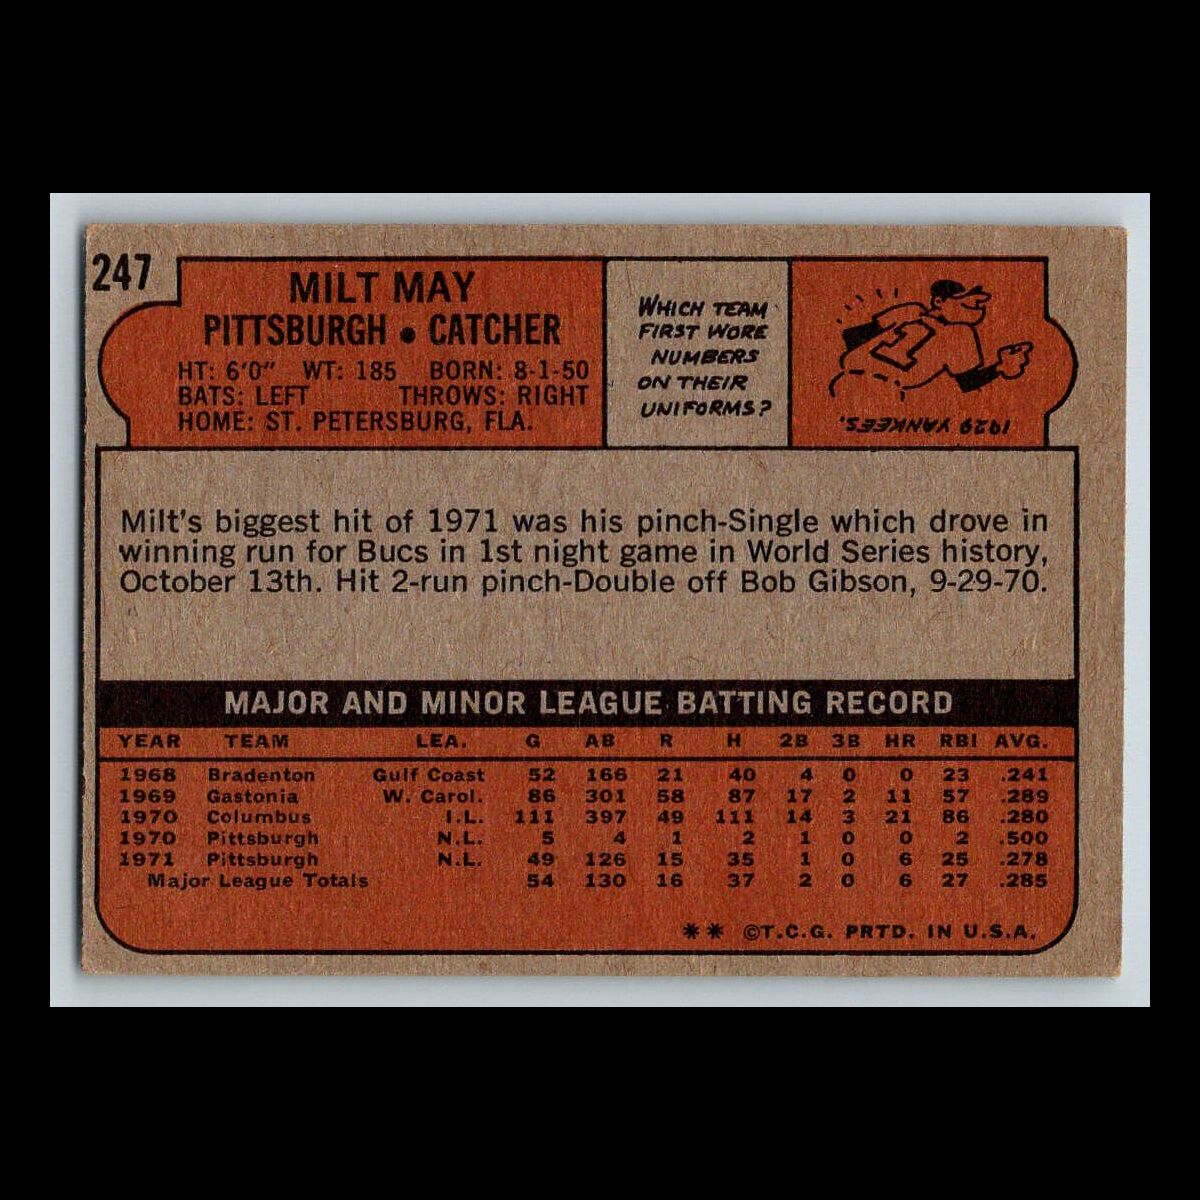 247
MILT MAY
PITTSBURGH • CATCHER
HT: 6'0" WT: 185 BORN: 8-1-50
BATS: LEFT THROWS: RIGHT
HOME: ST. PETERSBURG, FLA.
WHICH TEAM
FIRST WORE
NUMBERS
ON THEIR
UNIFORMS?
1
1929 YANKEES.
Milt's biggest hit of 1971 was his pinch-Single which drove in
winning run for Bucs in 1st night game in World Series history,
October 13th. Hit 2-run pinch-Double off Bob Gibson, 9-29-70.
MAJOR AND MINOR LEAGUE BATTING RECORD
YEAR TEAM LEA. G AB R H 2B 3B HR RBI AVG.
1968 Bradenton Gulf Coast 52 166 21 40 4 0 0 23 .241
1969 Gastonia W. Carol. 86 301 58 87 17 2 11 57 .289
1970 Columbus I.L. 111 397 49 111 14 3 21 86 .280
1970 Pittsburgh N.L. 5 4 1 2 1 0 0 2 .500
1971 Pittsburgh N.L. 49 126 15 35 1 0 6 25 .278
Major League Totals 54 130 16 37 2 0 6 27 .285
** ©T.C.G. PRTD. IN U.S.A.